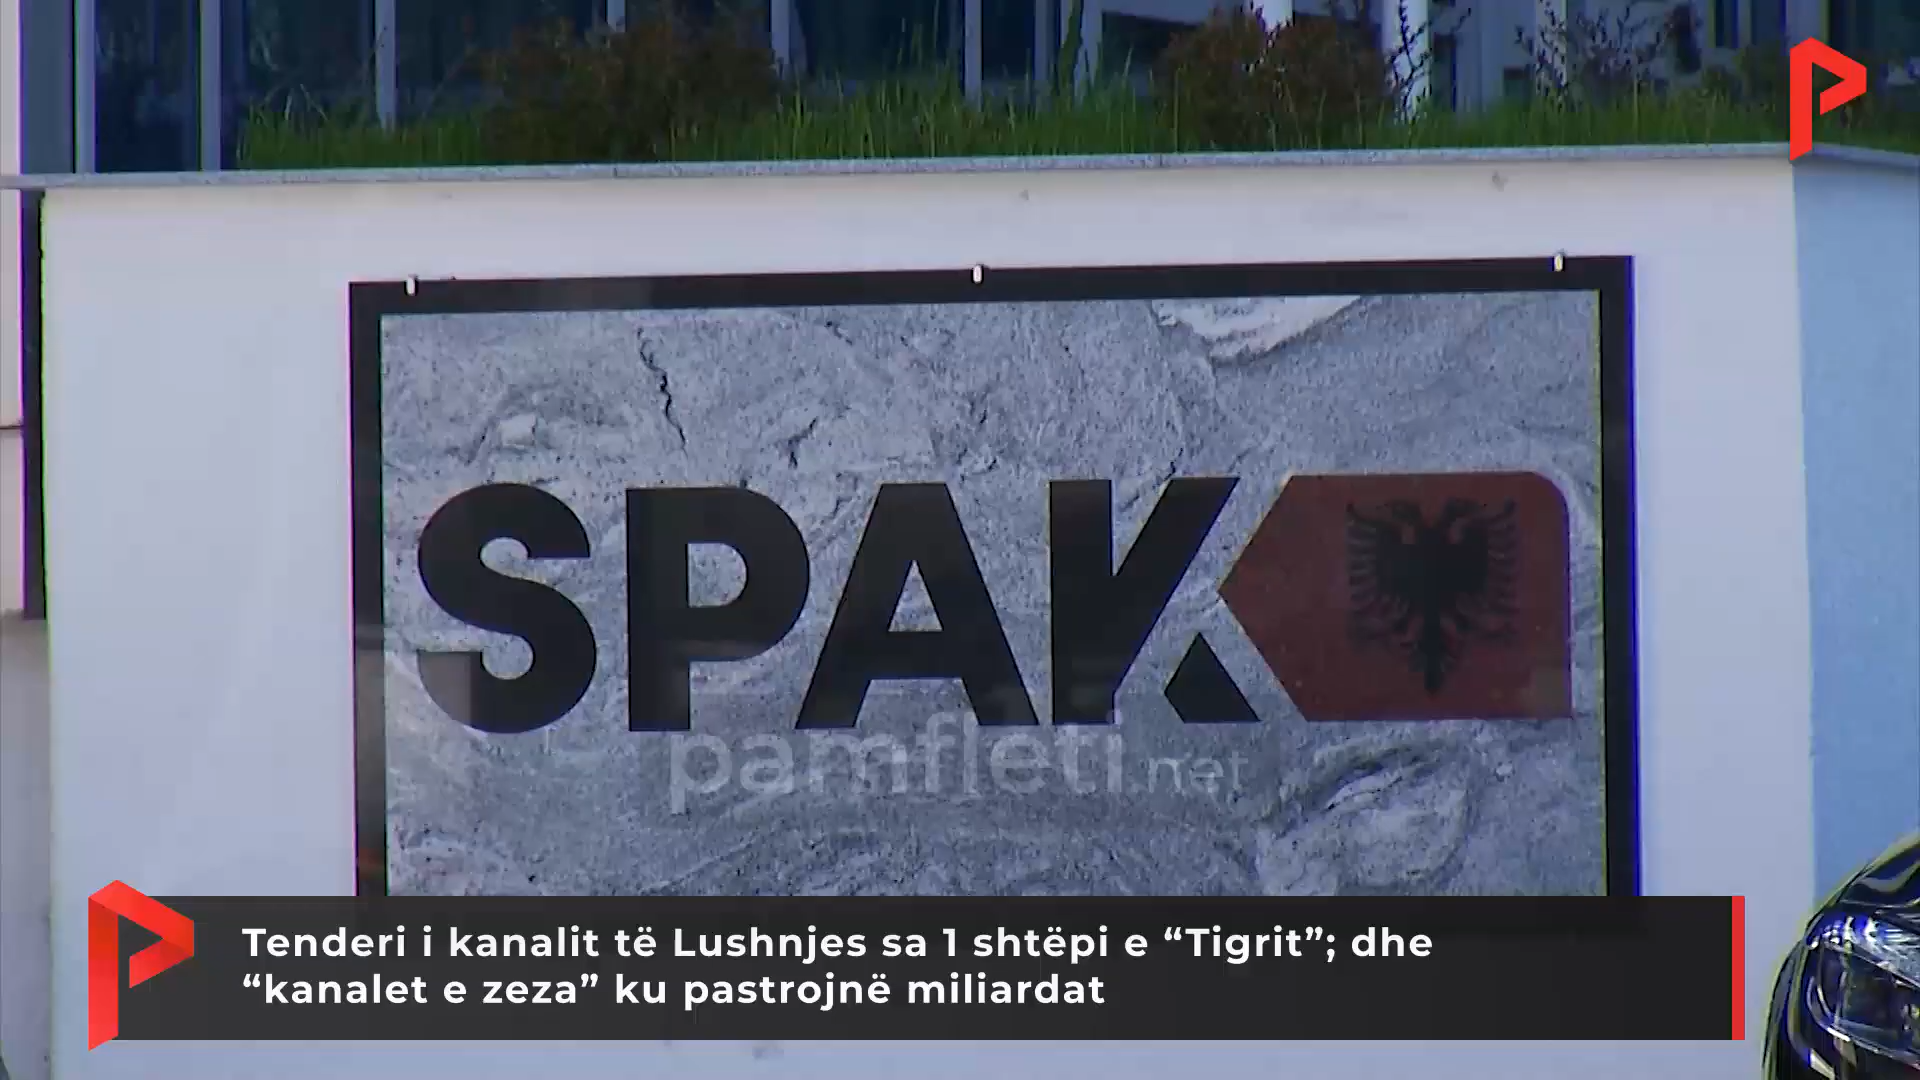 SPAK
pamfleti.net
Tenderi i kanalit të Lushnjes sa 1 shtëpi e “Tigrit”; dhe
“kanalet e zeza” ku pastrojnë miliardat